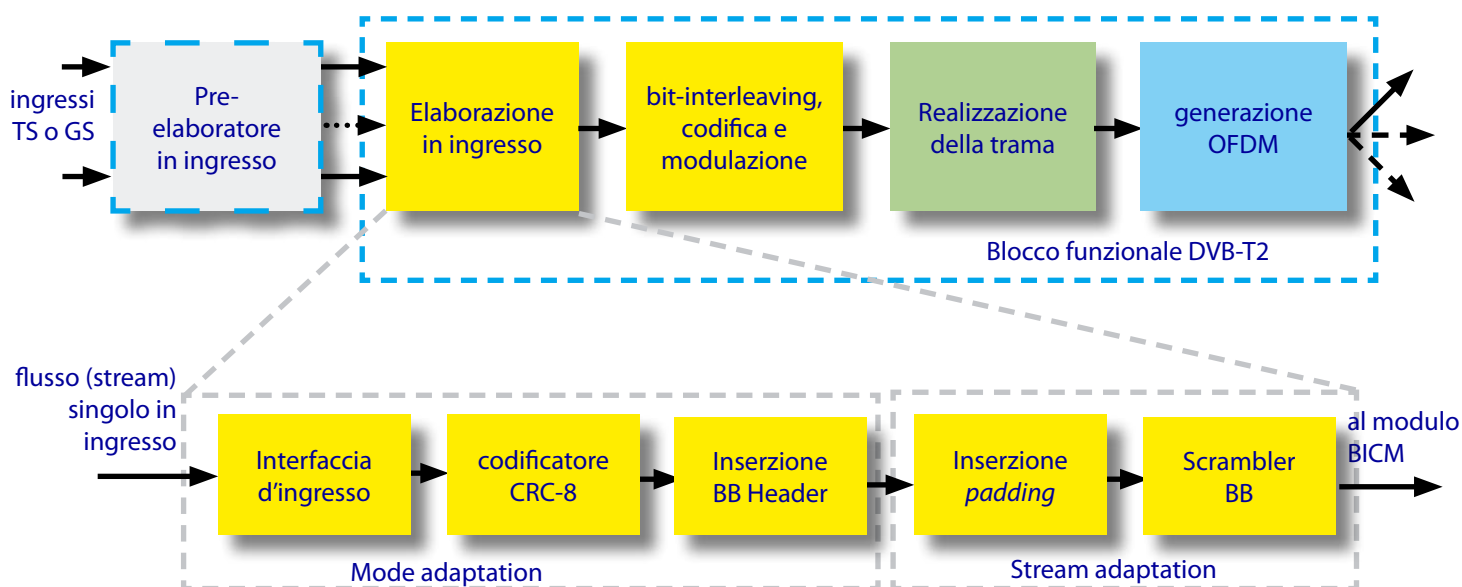 ingressi
TS o GS
Pre-
elaboratore
in ingresso
Elaborazione
in ingresso
bit-interleaving,
codifica e
modulazione
Realizzazione
della trama
generazione
OFDM
Blocco funzionale DVB-T2
flusso (stream)
singolo in
ingresso
Interfaccia
d’ingresso
codificatore
CRC-8
Inserzione
BB Header
Inserzione
padding
Scrambler
BB
al modulo
BICM
Mode adaptation
Stream adaptation